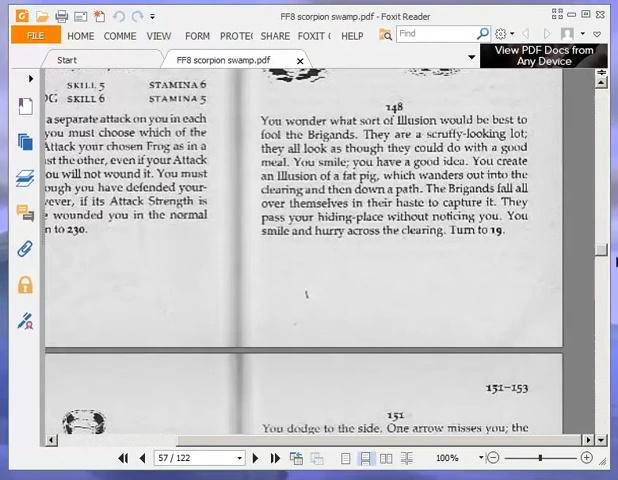 FF8 scorpion swamp.pdf - Foxit Reader
FILE HOME COMME VIEW FORM PROTE SHARE FOXIT C HELP Find
Start FF8 scorpion swamp.pdf
View PDF Docs from
Any Device
SKILL 5 STAMINA 6
OG SKILL 6 STAMINA 5
a separate attack on you in each
you must choose which of the
Attack your chosen Frog as in a
st the other, even if your Attack
ou will not wound it. You must
ough you have defended your-
vever, if its Attack Strength is
wounded you in the normal
n to 230.
148
You wonder what sort of Illusion would be best to
fool the Brigands. They are a scruffy-looking lot;
they all look as though they could do with a good
meal. You smile; you have a good idea. You create
an Illusion of a fat pig, which wanders out into the
clearing and then down a path. The Brigands fall all
over themselves in their haste to capture it. They
pass your hiding-place without noticing you. You
smile and hurry across the clearing. Turn to 19.
151-153
151
You dodge to the side. One arrow misses you; the
57 / 122 100%